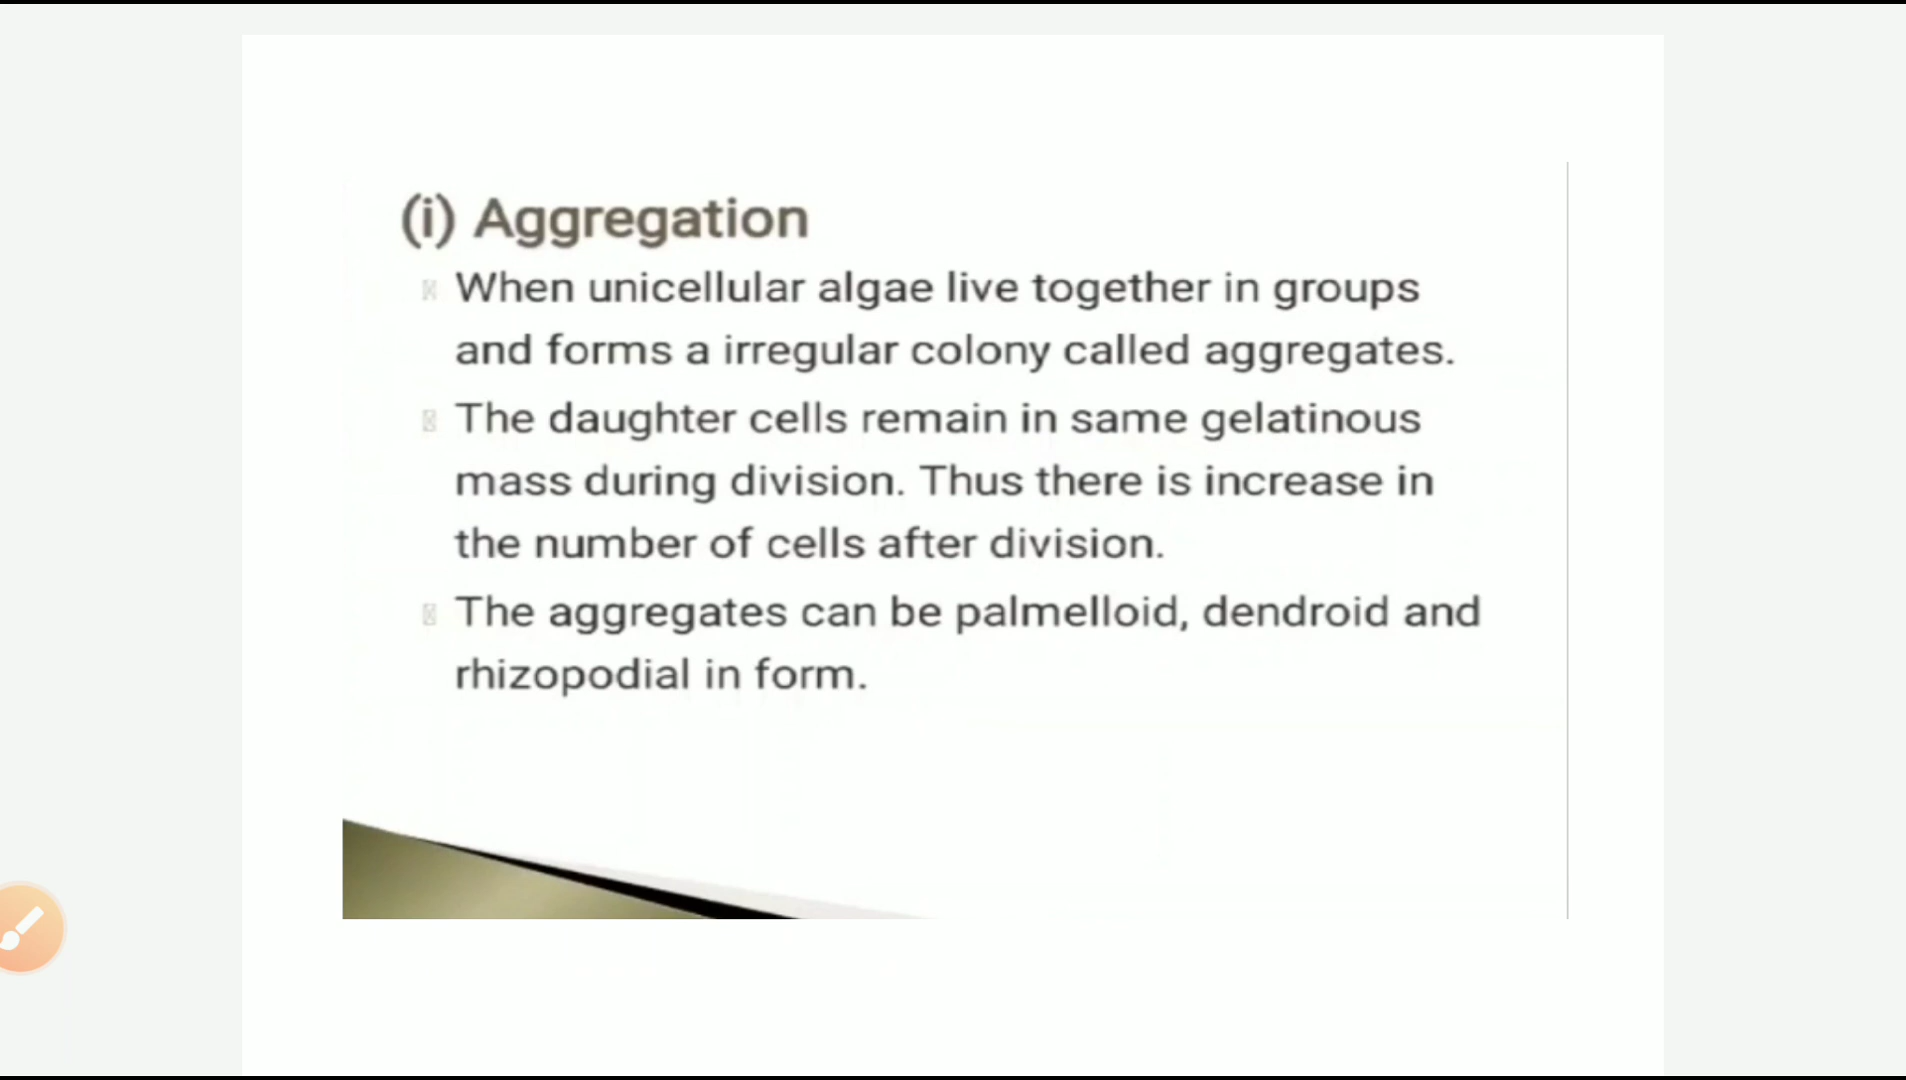 (i) Aggregation
When unicellular algae live together in groups
and forms a irregular colony called aggregates.
The daughter cells remain in same gelatinous
mass during division. Thus there is increase in
the number of cells after division.
The aggregates can be palmelloid, dendroid and
rhizopodial in form.